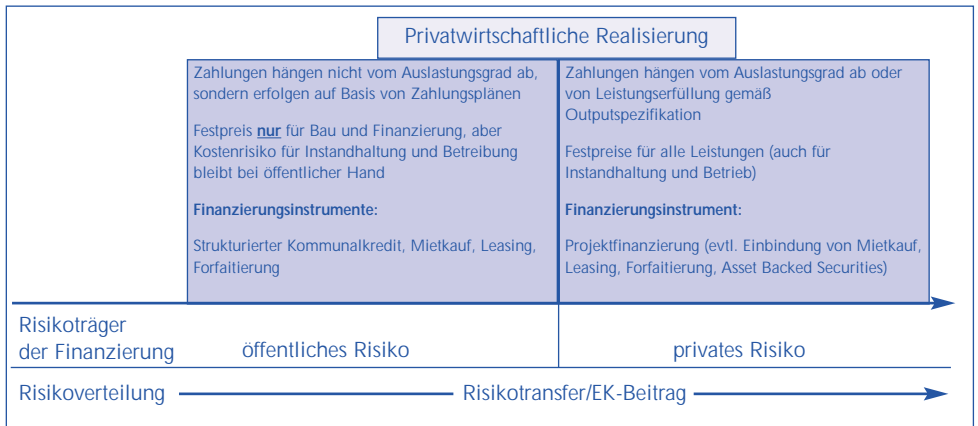 Privatwirtschaftliche Realisierung
Zahlungen hängen nicht vom Auslastungsgrad ab,
sondern erfolgen auf Basis von Zahlungsplänen
Festpreis nur für Bau und Finanzierung, aber
Kostenrisiko für Instandhaltung und Betreibung
bleibt bei öffentlicher Hand
Finanzierungsinstrumente:
Strukturierter Kommunalkredit, Mietkauf, Leasing,
Forfaitierung
Zahlungen hängen vom Auslastungsgrad ab oder
von Leistungserfüllung gemäß
Outputspezifikation
Festpreise für alle Leistungen (auch für
Instandhaltung und Betrieb)
Finanzierungsinstrument:
Projektfinanzierung (evtl. Einbindung von Mietkauf,
Leasing, Forfaitierung, Asset Backed Securities)
Risikoträger
der Finanzierung
öffentliches Risiko
privates Risiko
Risikoverteilung
Risikotransfer/EK-Beitrag